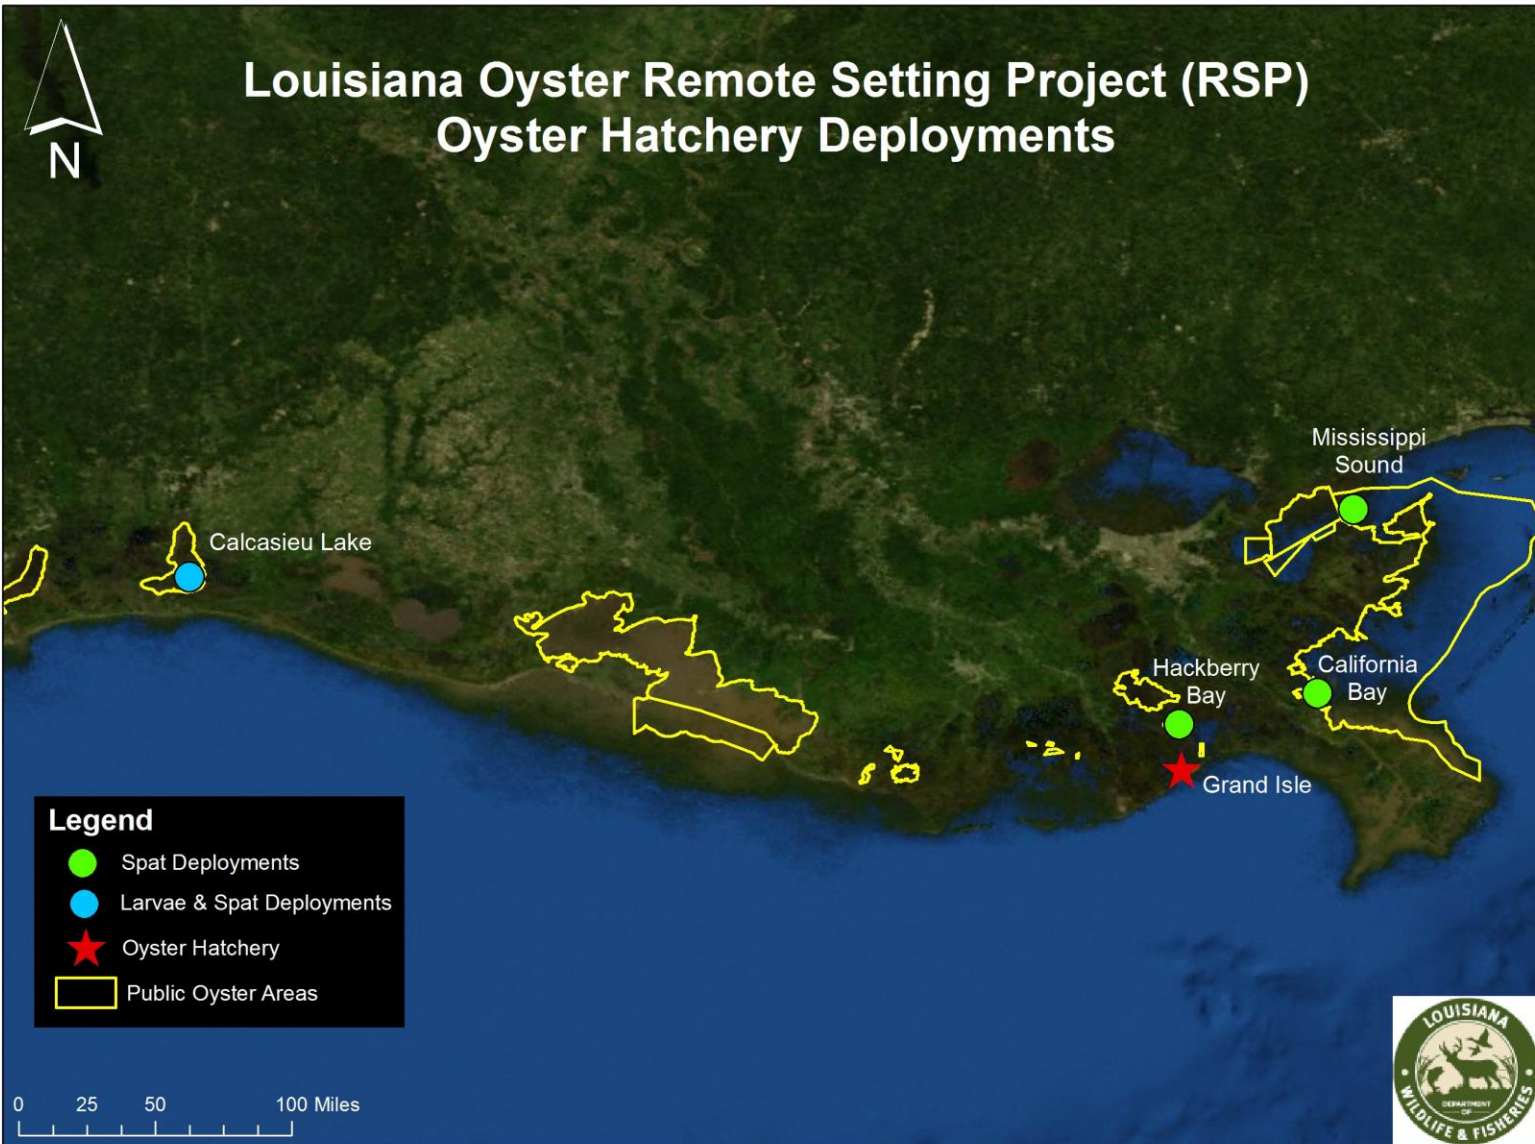 Louisiana Oyster Remote Setting Project (RSP)
Oyster Hatchery Deployments
N
Mississippi
Sound
Calcasieu Lake
Hackberry
Bay
California
Bay
Grand Isle
Legend
Spat Deployments
Larvae & Spat Deployments
Oyster Hatchery
Public Oyster Areas
0 25 50 100 Miles
LOUISIANA
DEPARTMENT
OF
WILDLIFE & FISHERIES